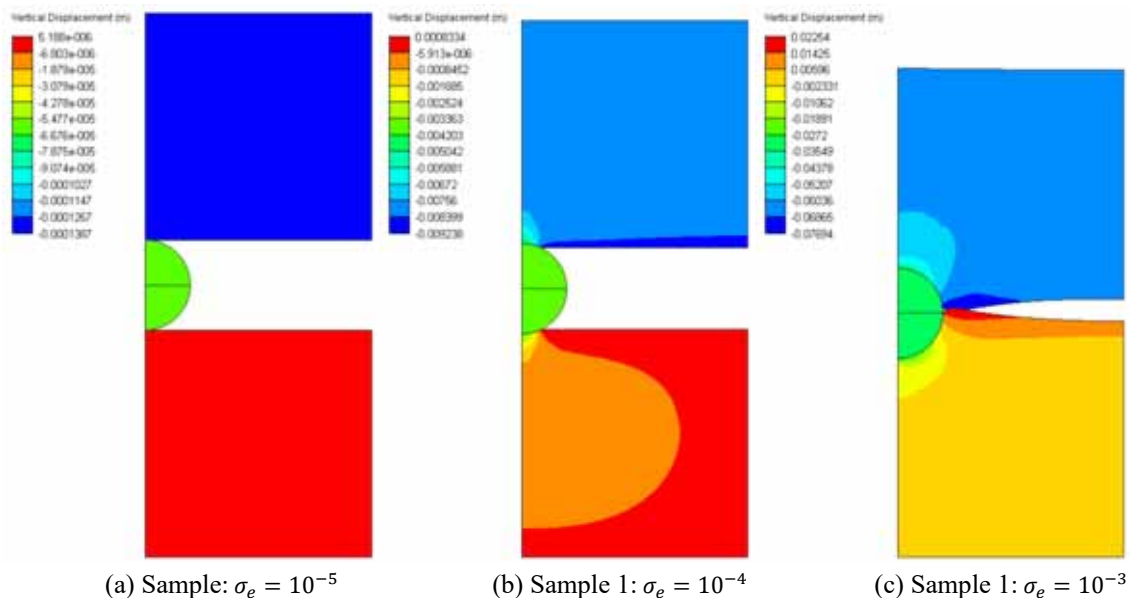 Vertical Displacement (m)
5.188e-006
-6.803e-006
-1.879e-005
-3.079e-005
-4.278e-005
-5.477e-005
-6.676e-005
-7.875e-005
-9.074e-005
-0.0001027
-0.0001147
-0.0001267
-0.0001387
Vertical Displacement (m)
0.0008334
-5.913e-006
-0.0008452
-0.001685
-0.002524
-0.003363
-0.004203
-0.005042
-0.005881
-0.00672
-0.00756
-0.008399
-0.009238
Vertical Displacement (m)
0.02254
0.01425
0.00596
-0.002331
-0.01062
-0.01891
-0.0272
-0.03549
-0.04378
-0.05207
-0.06036
-0.06865
-0.07694
(a) Sample: σₑ = 10⁻⁵
(b) Sample 1: σₑ = 10⁻⁴
(c) Sample 1: σₑ = 10⁻³